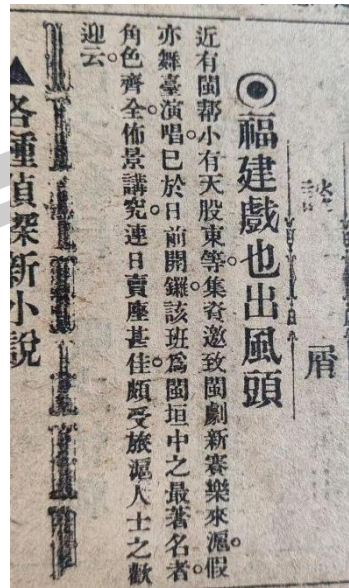 屑
◉福建戲也出風頭
近有閩帮小有天股東等。集資邀致閩劇新賽樂來滬。假
亦舞臺演唱。已於日前開鑼。該班爲閩垣中之最著名者。
角色齊全。佈景講究。連日賣座甚佳。頗受旅滬人士之歡
迎云。
▲各種偵探新小說